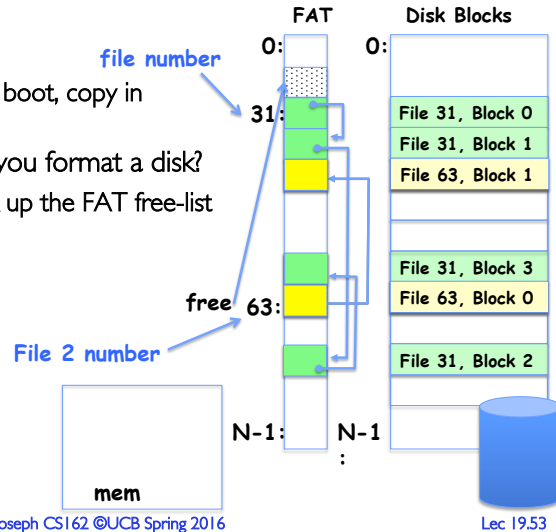 FAT
Disk Blocks
file number
0:
0:
boot, copy in
31:
File 31, Block 0
File 31, Block 1
you format a disk?
File 63, Block 1
up the FAT free-list
File 31, Block 3
free
63:
File 63, Block 0
File 2 number
File 31, Block 2
N-1:
N-1
:
mem
oseph CS162 ©UCB Spring 2016
Lec 19.53